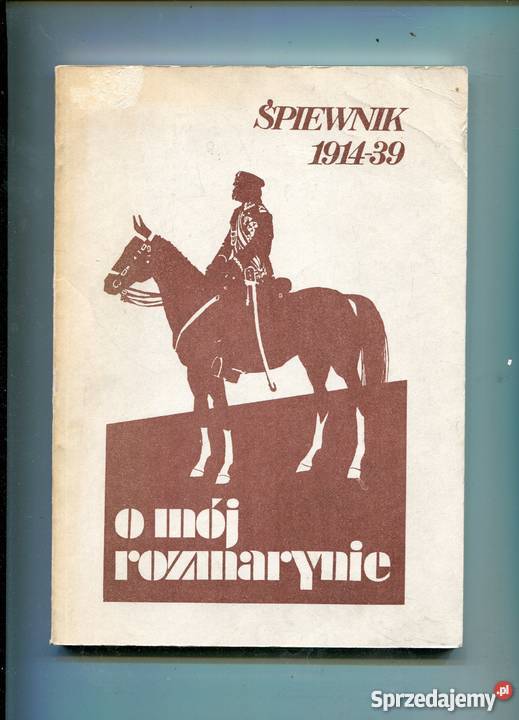 ŚPIEWNIK
1914-39
o mój
rozmarynie
Sprzedajemy.pl